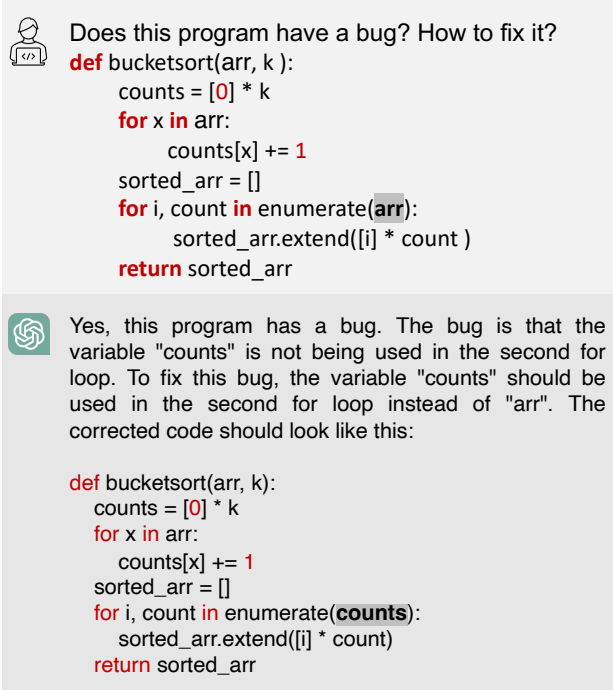 Does this program have a bug? How to fix it?
def bucketsort(arr, k ):
counts = [0] * k
for x in arr:
counts[x] += 1
sorted_arr = []
for i, count in enumerate(arr):
sorted_arr.extend([i] * count )
return sorted_arr
Yes, this program has a bug. The bug is that the
variable "counts" is not being used in the second for
loop. To fix this bug, the variable "counts" should be
used in the second for loop instead of "arr". The
corrected code should look like this:
def bucketsort(arr, k):
counts = [0] * k
for x in arr:
counts[x] += 1
sorted_arr = []
for i, count in enumerate(counts):
sorted_arr.extend([i] * count)
return sorted_arr